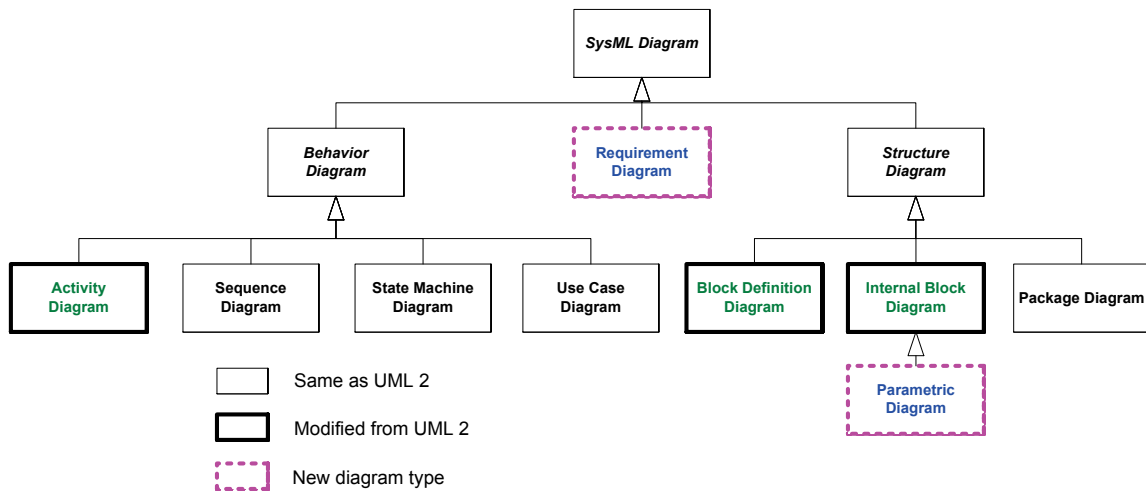 SysML Diagram
Behavior
Diagram
Requirement
Diagram
Structure
Diagram
Activity
Diagram
Sequence
Diagram
State Machine
Diagram
Use Case
Diagram
Block Definition
Diagram
Internal Block
Diagram
Package Diagram
Parametric
Diagram
Same as UML 2
Modified from UML 2
New diagram type